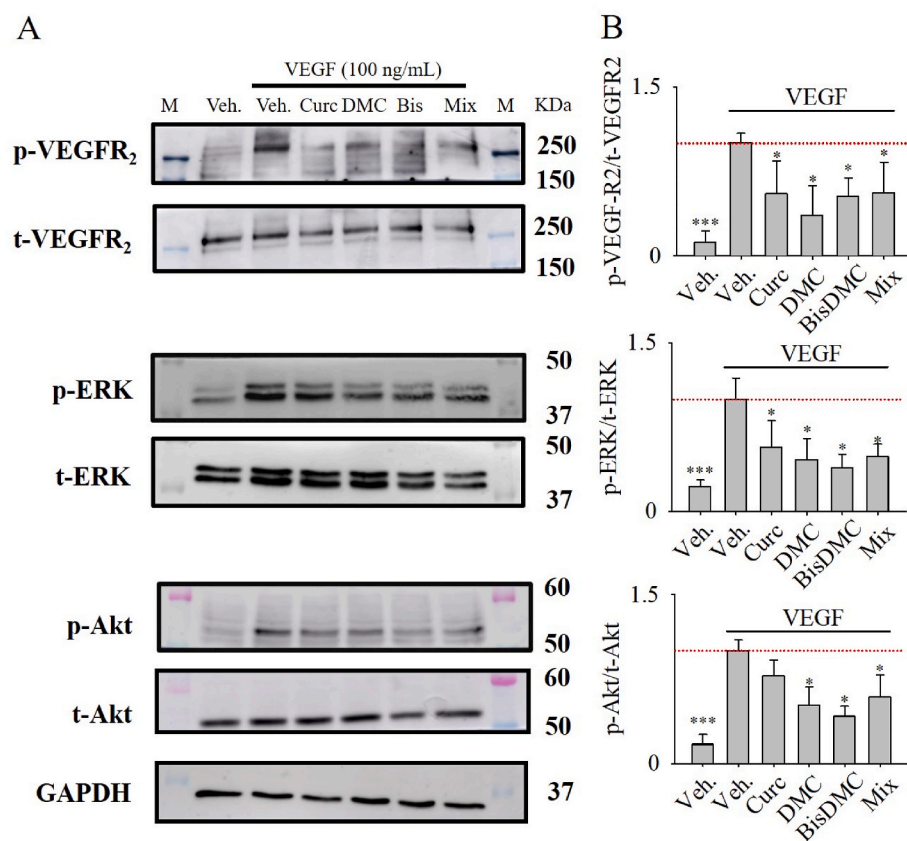 A
VEGF (100 ng/mL)
M Veh. Veh. Curc DMC Bis Mix M KDa
p-VEGFR2 250
150
t-VEGFR2 250
150
p-ERK 50
37
t-ERK 50
37
p-Akt 60
50
t-Akt 60
50
GAPDH 37
B
1.5
VEGF
p-VEGF-R2/t-VEGFR2
*** * * * *
0
Veh. Veh. Curc DMC BisDMC Mix
1.5
VEGF
p-ERK/t-ERK
*** * * * *
0
Veh. Veh. Curc DMC BisDMC Mix
1.5
VEGF
p-Akt/t-Akt
*** * * *
0
Veh. Veh. Curc DMC BisDMC Mix